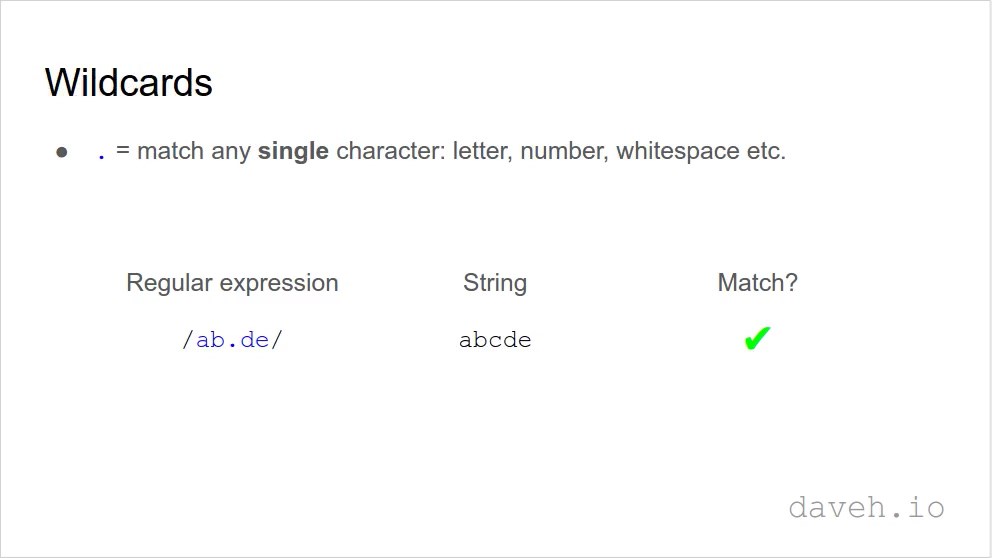 Wildcards
● . = match any single character: letter, number, whitespace etc.
Regular expression String Match?
/ab.de/ abcde ✔
daveh.io